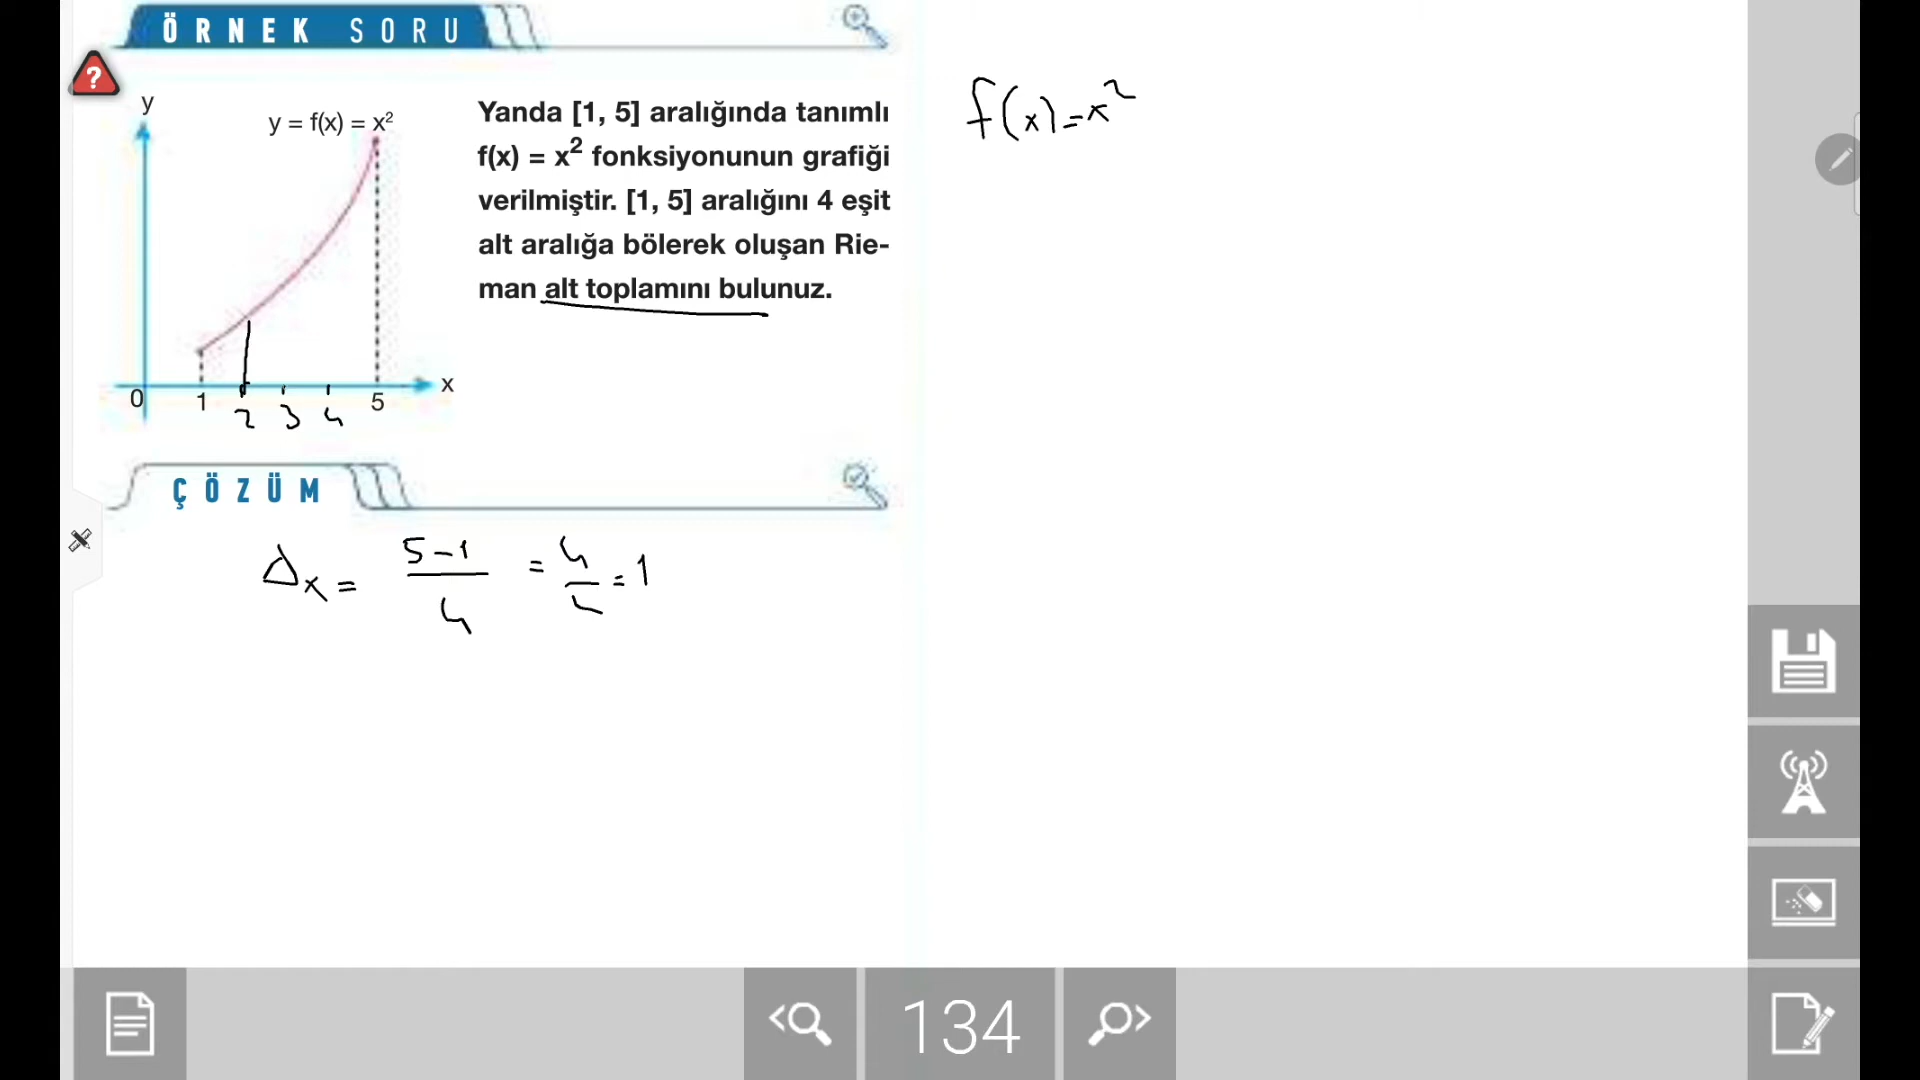 ÖRNEK SORU
?
y
y = f(x) = x²
0
1
2
3
4
5
x
Yanda [1, 5] aralığında tanımlı
f(x) = x² fonksiyonunun grafiği
verilmiştir. [1, 5] aralığını 4 eşit
alt aralığa bölerek oluşan Rie-
man alt toplamını bulunuz.
f(x)=x²
ÇÖZÜM
Δx = (5-1)/4 = 4/4 = 1
134